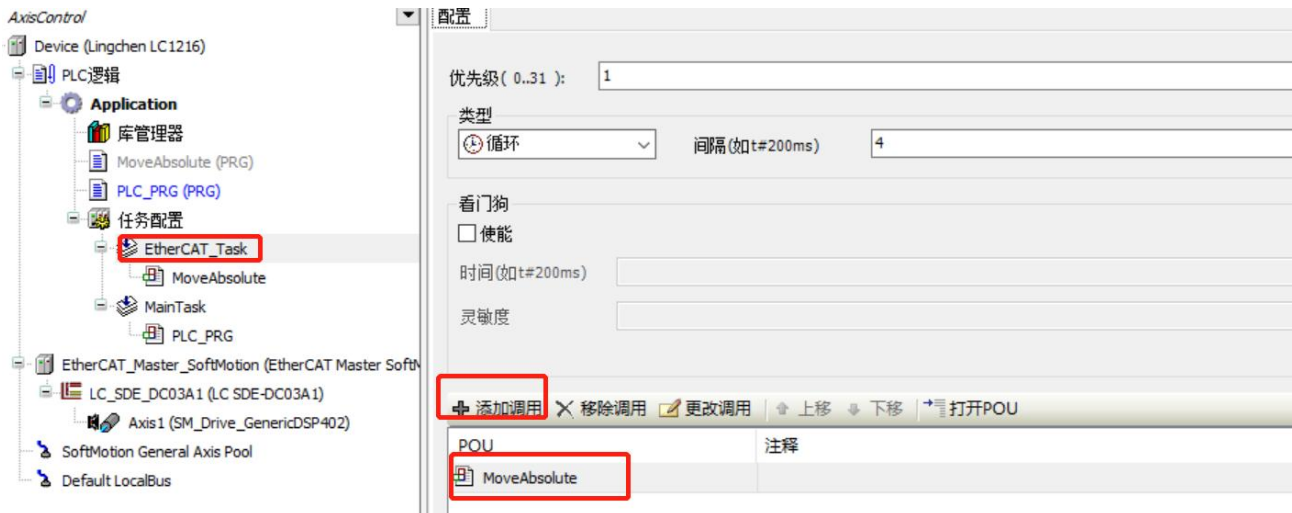 AxisControl
Device (Lingchen LC1216)
PLC逻辑
Application
库管理器
MoveAbsolute (PRG)
PLC_PRG (PRG)
任务配置
EtherCAT_Task
MoveAbsolute
MainTask
PLC_PRG
EtherCAT_Master_SoftMotion (EtherCAT Master Soft
LC_SDE_DC03A1 (LC SDE-DC03A1)
Axis1 (SM_Drive_GenericDSP402)
SoftMotion General Axis Pool
Default LocalBus
配置
优先级( 0..31 ): 1
类型
循环 间隔(如t#200ms) 4
看门狗
使能
时间(如t#200ms)
灵敏度
添加调用 移除调用 更改调用 上移 下移 打开POU
POU 注释
MoveAbsolute